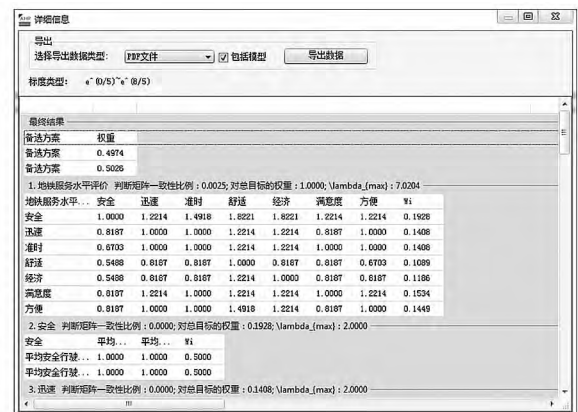 详细信息
导出
选择导出数据类型: PDF文件 包括模型 导出数据
标度类型: e^(0/5)~e^(8/5)
最终结果
备选方案 权重
备选方案 0.4974
备选方案 0.5026
1. 地铁服务水平评价 判断矩阵一致性比例:0.0025; 对总目标的权重:1.0000; \lambda_{max}:7.0204
地铁服务水平... 安全 迅速 准时 舒适 经济 满意度 方便 Wi
安全 1.0000 1.2214 1.4918 1.8221 1.8221 1.2214 1.2214 0.1928
迅速 0.8187 1.0000 1.0000 1.2214 1.2214 0.8187 1.0000 0.1408
准时 0.6703 1.0000 1.0000 1.2214 1.2214 1.0000 1.0000 0.1408
舒适 0.5488 0.8187 0.8187 1.0000 0.8187 0.8187 0.6703 0.1089
经济 0.5488 0.8187 0.8187 1.2214 1.0000 0.8187 0.8187 0.1186
满意度 0.8187 1.2214 1.0000 1.2214 1.2214 1.0000 1.2214 0.1534
方便 0.8187 1.0000 1.0000 1.4918 1.2214 0.8187 1.0000 0.1449
2. 安全 判断矩阵一致性比例:0.0000; 对总目标的权重:0.1928; \lambda_{max}:2.0000
安全 平均... 平均... Wi
平均安全行驶... 1.0000 1.0000 0.5000
平均安全行驶... 1.0000 1.0000 0.5000
3. 迅速 判断矩阵一致性比例:0.0000; 对总目标的权重:0.1408; \lambda_{max}:2.0000